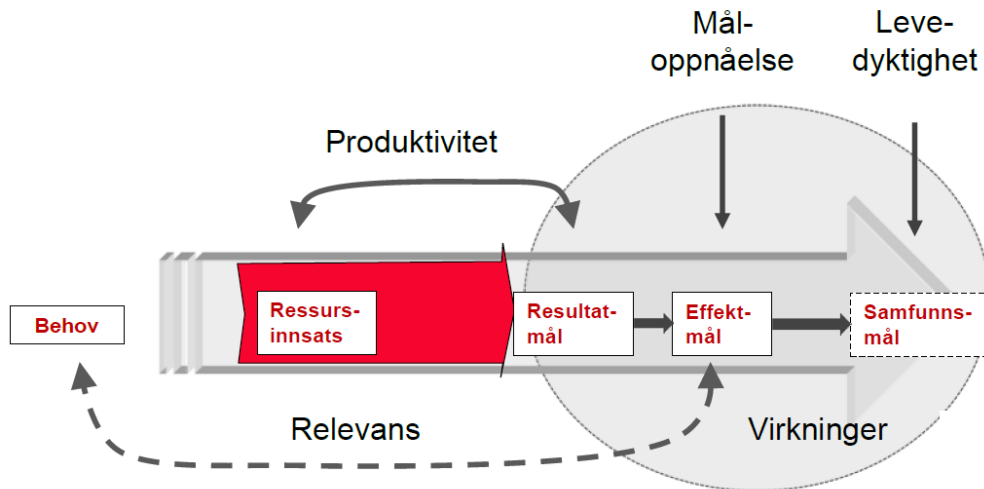 Mål-
oppnåelse
Leve-
dyktighet
Produktivitet
Behov
Ressurs-
innsats
Resultat-
mål
Effekt-
mål
Samfunns-
mål
Relevans
Virkninger